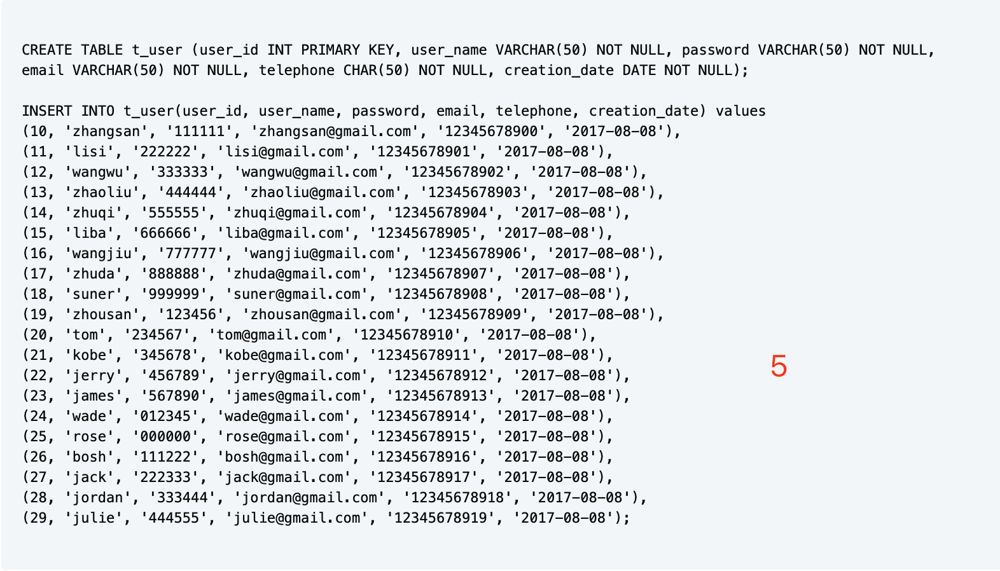 CREATE TABLE t_user (user_id INT PRIMARY KEY, user_name VARCHAR(50) NOT NULL, password VARCHAR(50) NOT NULL,
email VARCHAR(50) NOT NULL, telephone CHAR(50) NOT NULL, creation_date DATE NOT NULL);
INSERT INTO t_user(user_id, user_name, password, email, telephone, creation_date) values
(10, 'zhangsan', '111111', 'zhangsan@gmail.com', '12345678900', '2017-08-08'),
(11, 'lisi', '222222', 'lisi@gmail.com', '12345678901', '2017-08-08'),
(12, 'wangwu', '333333', 'wangwu@gmail.com', '12345678902', '2017-08-08'),
(13, 'zhaoliu', '444444', 'zhaoliu@gmail.com', '12345678903', '2017-08-08'),
(14, 'zhuqi', '555555', 'zhuqi@gmail.com', '12345678904', '2017-08-08'),
(15, 'liba', '666666', 'liba@gmail.com', '12345678905', '2017-08-08'),
(16, 'wangjiu', '777777', 'wangjiu@gmail.com', '12345678906', '2017-08-08'),
(17, 'zhuda', '888888', 'zhuda@gmail.com', '12345678907', '2017-08-08'),
(18, 'suner', '999999', 'suner@gmail.com', '12345678908', '2017-08-08'),
(19, 'zhousan', '123456', 'zhousan@gmail.com', '12345678909', '2017-08-08'),
(20, 'tom', '234567', 'tom@gmail.com', '12345678910', '2017-08-08'),
(21, 'kobe', '345678', 'kobe@gmail.com', '12345678911', '2017-08-08'),
5
(22, 'jerry', '456789', 'jerry@gmail.com', '12345678912', '2017-08-08'),
(23, 'james', '567890', 'james@gmail.com', '12345678913', '2017-08-08'),
(24, 'wade', '012345', 'wade@gmail.com', '12345678914', '2017-08-08'),
(25, 'rose', '000000', 'rose@gmail.com', '12345678915', '2017-08-08'),
(26, 'bosh', '111222', 'bosh@gmail.com', '12345678916', '2017-08-08'),
(27, 'jack', '222333', 'jack@gmail.com', '12345678917', '2017-08-08'),
(28, 'jordan', '333444', 'jordan@gmail.com', '12345678918', '2017-08-08'),
(29, 'julie', '444555', 'julie@gmail.com', '12345678919', '2017-08-08');